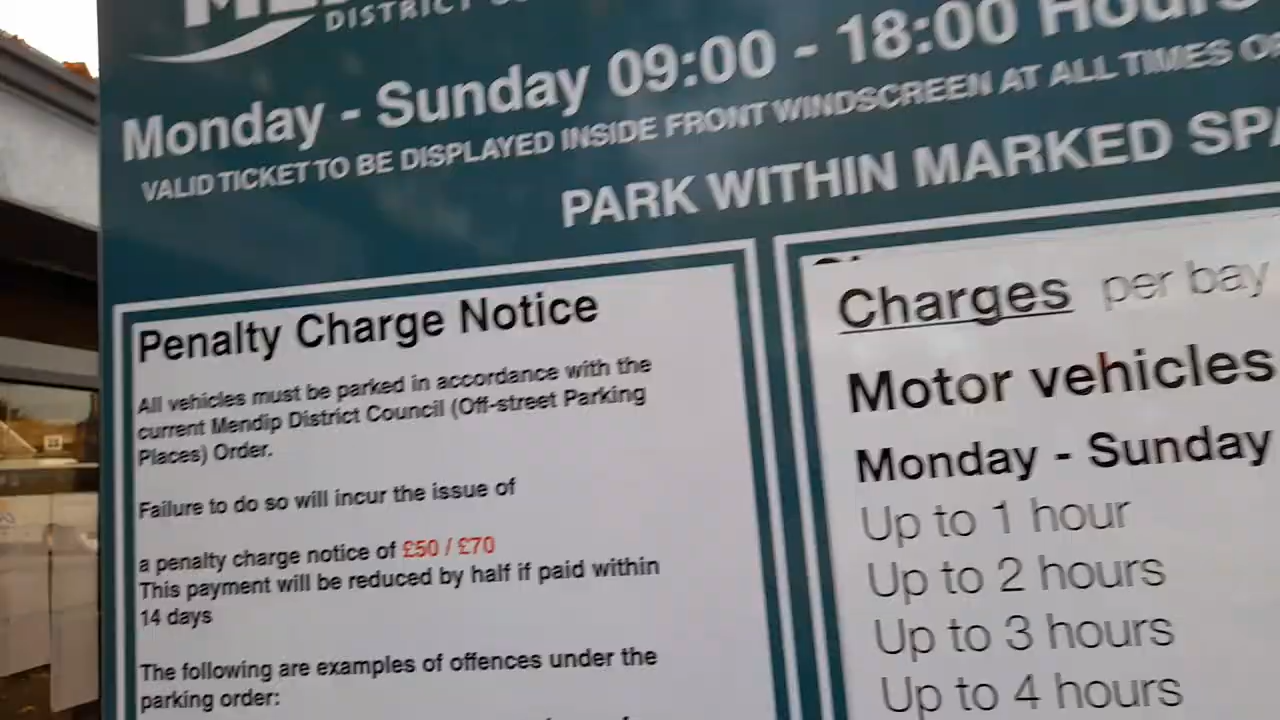 DISTRICT
Monday - Sunday 09:00 - 18:00 Hours
VALID TICKET TO BE DISPLAYED INSIDE FRONT WINDSCREEN AT ALL TIMES
PARK WITHIN MARKED
Penalty Charge Notice
All vehicles must be parked in accordance with the
current Mendip District Council (Off-street Parking
Places) Order.
Failure to do so will incur the issue of
a penalty charge notice of £50 / £70
This payment will be reduced by half if paid within
14 days
The following are examples of offences under the
parking order:
Charges per bay
Motor vehicles
Monday - Sunday
Up to 1 hour
Up to 2 hours
Up to 3 hours
Up to 4 hours